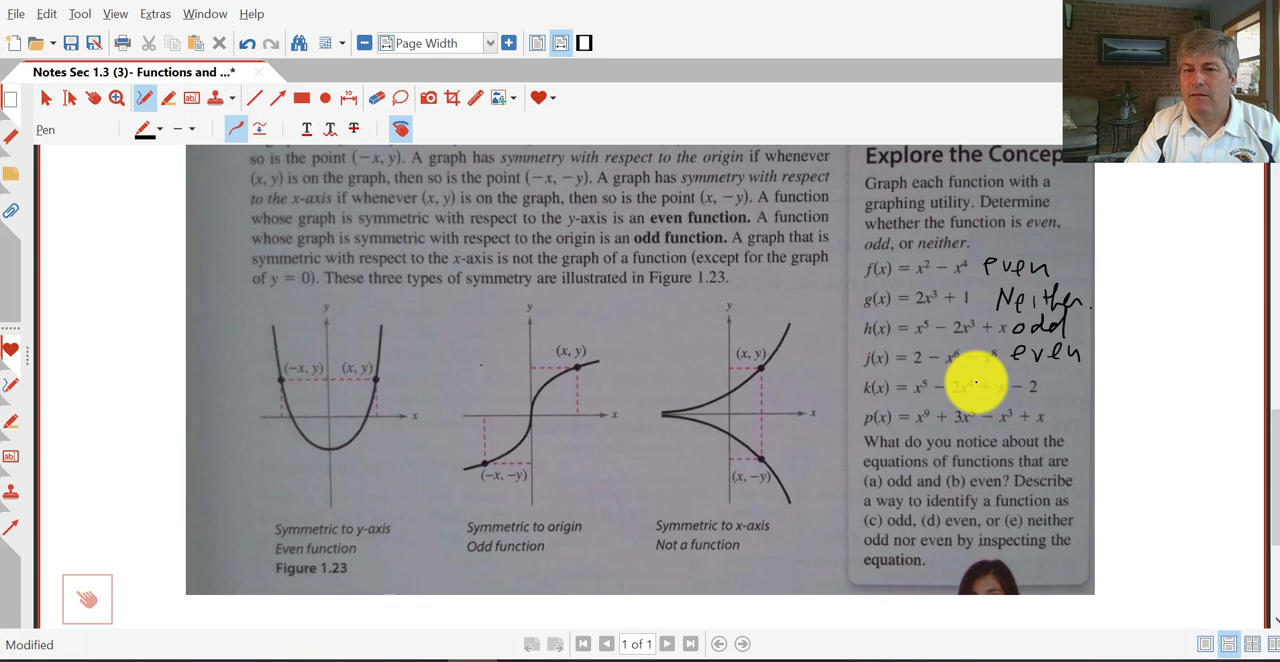 File Edit Tool View Extras Window Help
Page Width
Notes Sec 1.3 (3)- Functions and ...*
Pen
so is the point (−x, y). A graph has symmetry with respect to the origin if whenever
(x, y) is on the graph, then so is the point (−x, −y). A graph has symmetry with respect
to the x-axis if whenever (x, y) is on the graph, then so is the point (x, −y). A function
whose graph is symmetric with respect to the y-axis is an even function. A function
whose graph is symmetric with respect to the origin is an odd function. A graph that is
symmetric with respect to the x-axis is not the graph of a function (except for the graph
of y = 0). These three types of symmetry are illustrated in Figure 1.23.
y
(−x, y) (x, y)
x
Symmetric to y-axis
Even function
Figure 1.23
y
(x, y)
x
(−x, −y)
Symmetric to origin
Odd function
y
(x, y)
x
(x, −y)
Symmetric to x-axis
Not a function
Explore the Concep
Graph each function with a
graphing utility. Determine
whether the function is even,
odd, or neither.
f(x) = x² − x⁴ even
g(x) = 2x³ + 1 Neither.
h(x) = x⁵ − 2x³ + x odd
j(x) = 2 − x⁶ − x⁸ even
k(x) = x⁵ − 2x⁴ + x − 2
p(x) = x⁹ + 3x⁵ − x³ + x
What do you notice about the
equations of functions that are
(a) odd and (b) even? Describe
a way to identify a function as
(c) odd, (d) even, or (e) neither
odd nor even by inspecting the
equation.
Modified
1 of 1